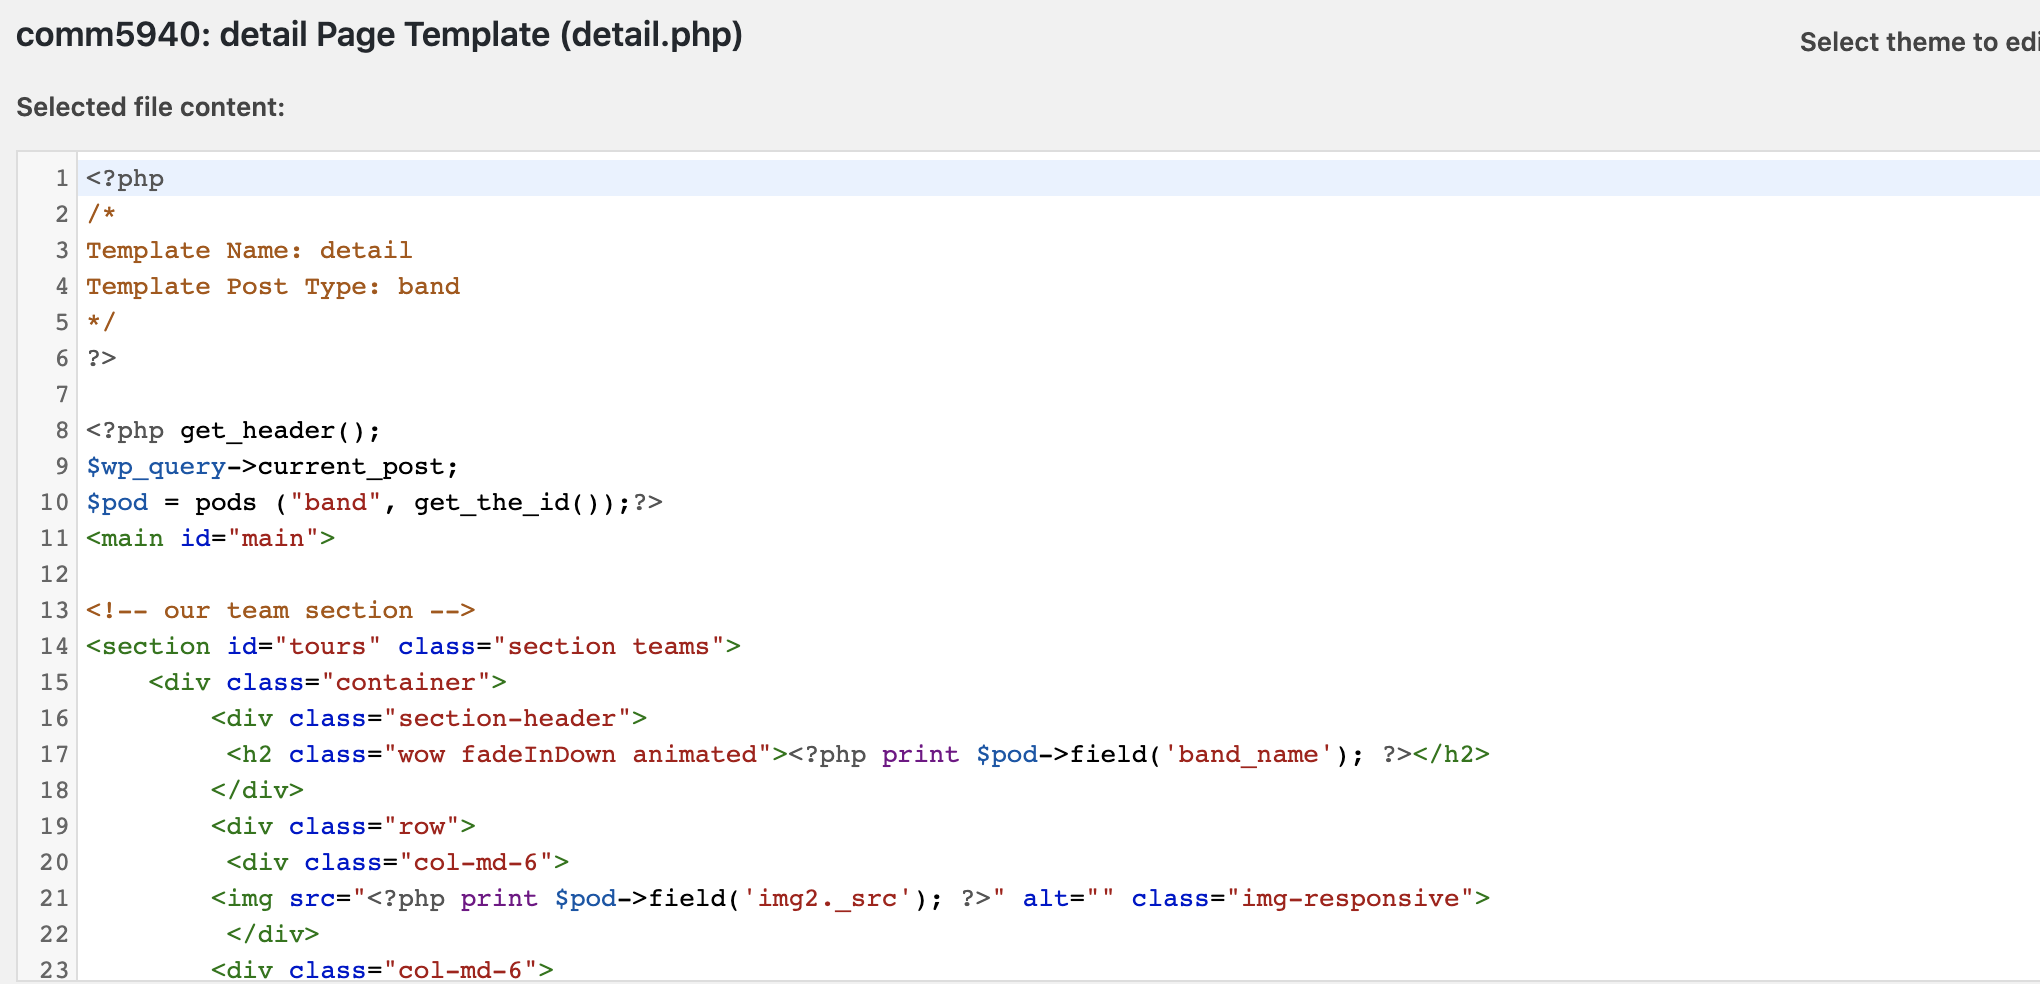 comm5940: detail Page Template (detail.php)
Select theme to edi
Selected file content:
1 <?php
2 /*
3 Template Name: detail
4 Template Post Type: band
5 */
6 ?>
7
8 <?php get_header();
9 $wp_query->current_post;
10 $pod = pods ("band", get_the_id());?>
11 <main id="main">
12
13 <!-- our team section -->
14 <section id="tours" class="section teams">
15     <div class="container">
16         <div class="section-header">
17          <h2 class="wow fadeInDown animated"><?php print $pod->field('band_name'); ?></h2>
18         </div>
19         <div class="row">
20          <div class="col-md-6">
21         <img src="<?php print $pod->field('img2._src'); ?>" alt="" class="img-responsive">
22          </div>
23         <div class="col-md-6">